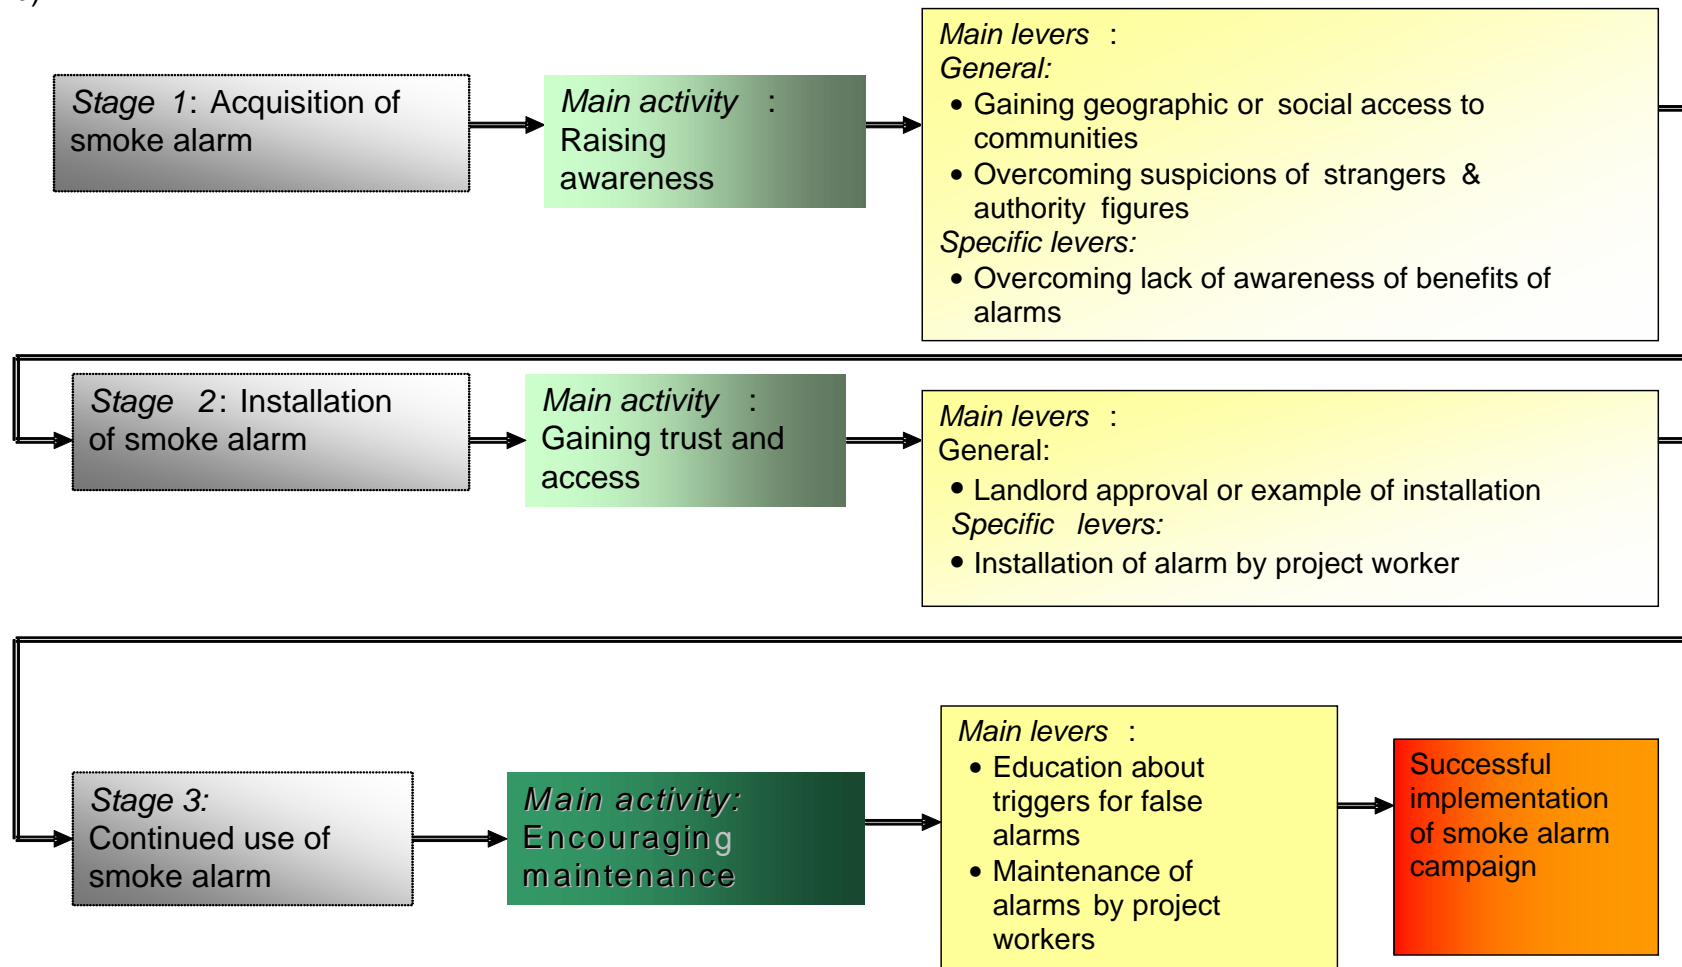 Stage 1: Acquisition of
smoke alarm
Main activity :
Raising
awareness
Main levers :
General:
• Gaining geographic or social access to
communities
• Overcoming suspicions of strangers &
authority figures
Specific levers:
• Overcoming lack of awareness of benefits of
alarms
Stage 2: Installation
of smoke alarm
Main activity :
Gaining trust and
access
Main levers :
General:
• Landlord approval or example of installation
Specific levers:
• Installation of alarm by project worker
Stage 3:
Continued use of
smoke alarm
Main activity:
Encouraging
maintenance
Main levers :
• Education about
triggers for false
alarms
• Maintenance of
alarms by project
workers
Successful
implementation
of smoke alarm
campaign